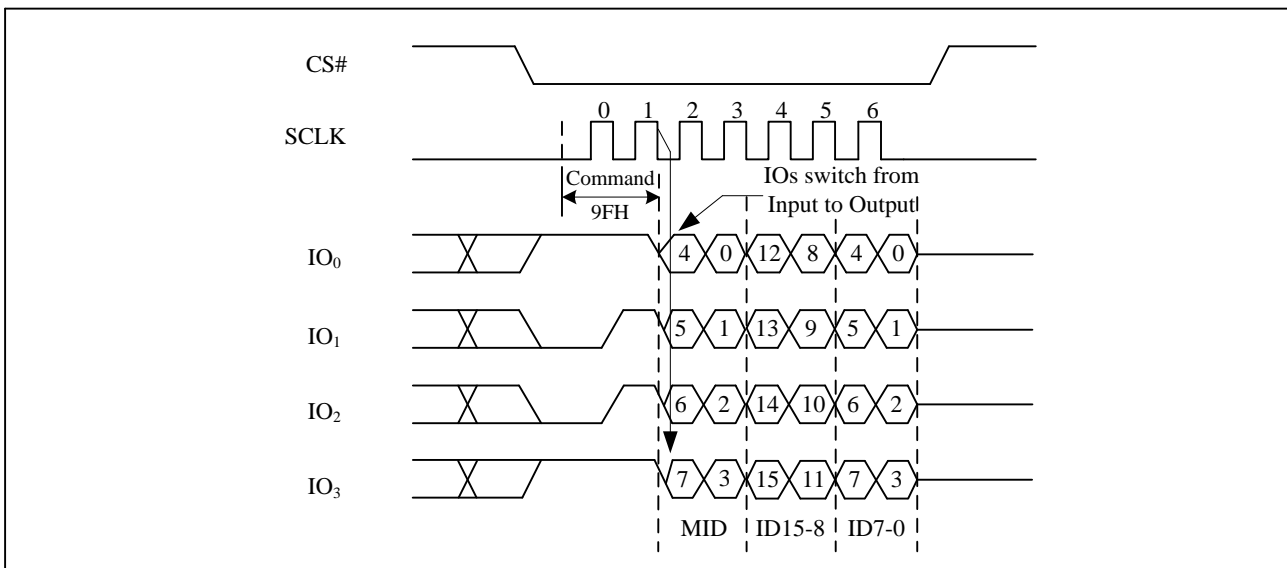 CS#
0 1 2 3 4 5 6
SCLK
Command
9FH
IOs switch from
Input to Output
IO0 4 0 12 8 4 0
IO1 5 1 13 9 5 1
IO2 6 2 14 10 6 2
IO3 7 3 15 11 7 3
MID ID15-8 ID7-0